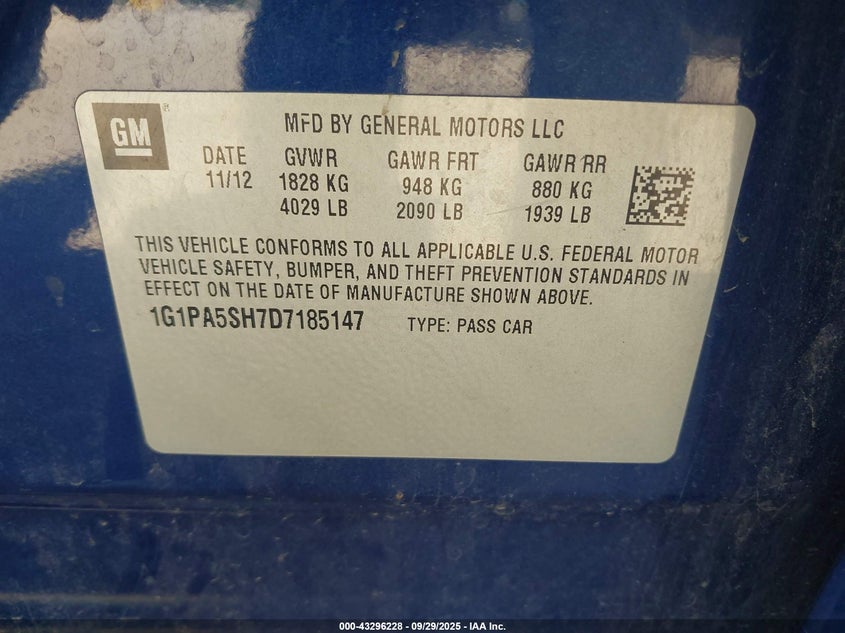 GM ®
MFD BY GENERAL MOTORS LLC
DATE GVWR GAWR FRT GAWR RR
11/12 1828 KG 948 KG 880 KG
4029 LB 2090 LB 1939 LB
THIS VEHICLE CONFORMS TO ALL APPLICABLE U.S. FEDERAL MOTOR
VEHICLE SAFETY, BUMPER, AND THEFT PREVENTION STANDARDS IN
EFFECT ON THE DATE OF MANUFACTURE SHOWN ABOVE.
1G1PA5SH7D7185147 TYPE: PASS CAR
000-43296228 - 09/29/2025 - IAA Inc.